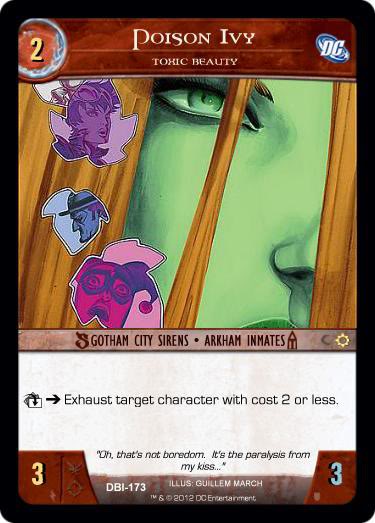 2
Poison Ivy
DC
TOXIC BEAUTY
GOTHAM CITY SIRENS • ARKHAM INMATES
➔ Exhaust target character with cost 2 or less.
"Oh, that's not boredom. It's the paralysis from
my kiss..."
3
DBI-173
ILLUS: GUILLEM MARCH
3
™ & © 2012 DC Entertainment